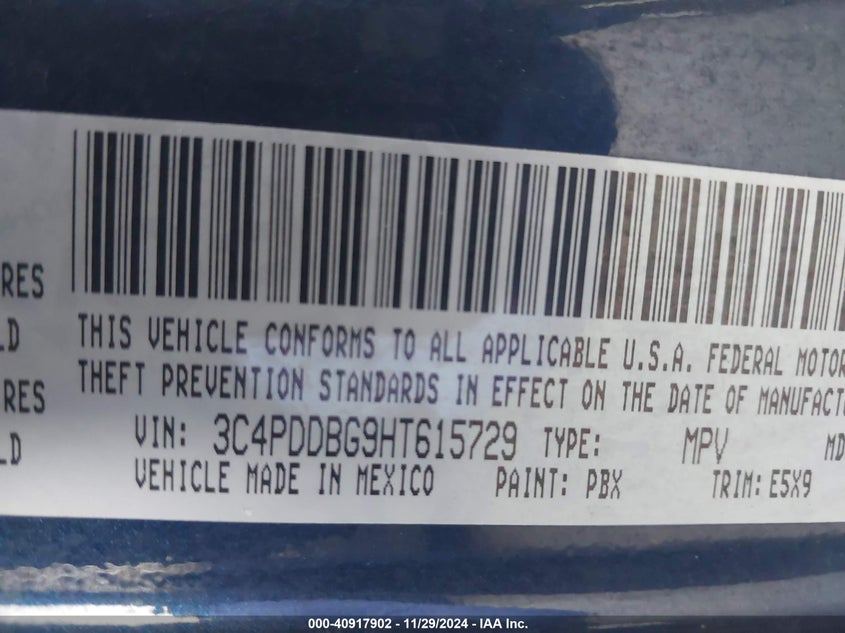 RES
LD
RES
LD
THIS VEHICLE CONFORMS TO ALL APPLICABLE U.S.A. FEDERAL MOTOR
THEFT PREVENTION STANDARDS IN EFFECT ON THE DATE OF MANUFACTU
VIN: 3C4PDDBG9HT615729 TYPE: MPV MD
VEHICLE MADE IN MEXICO PAINT: PBX TRIM: E5X9
000-40917902 - 11/29/2024 - IAA Inc.